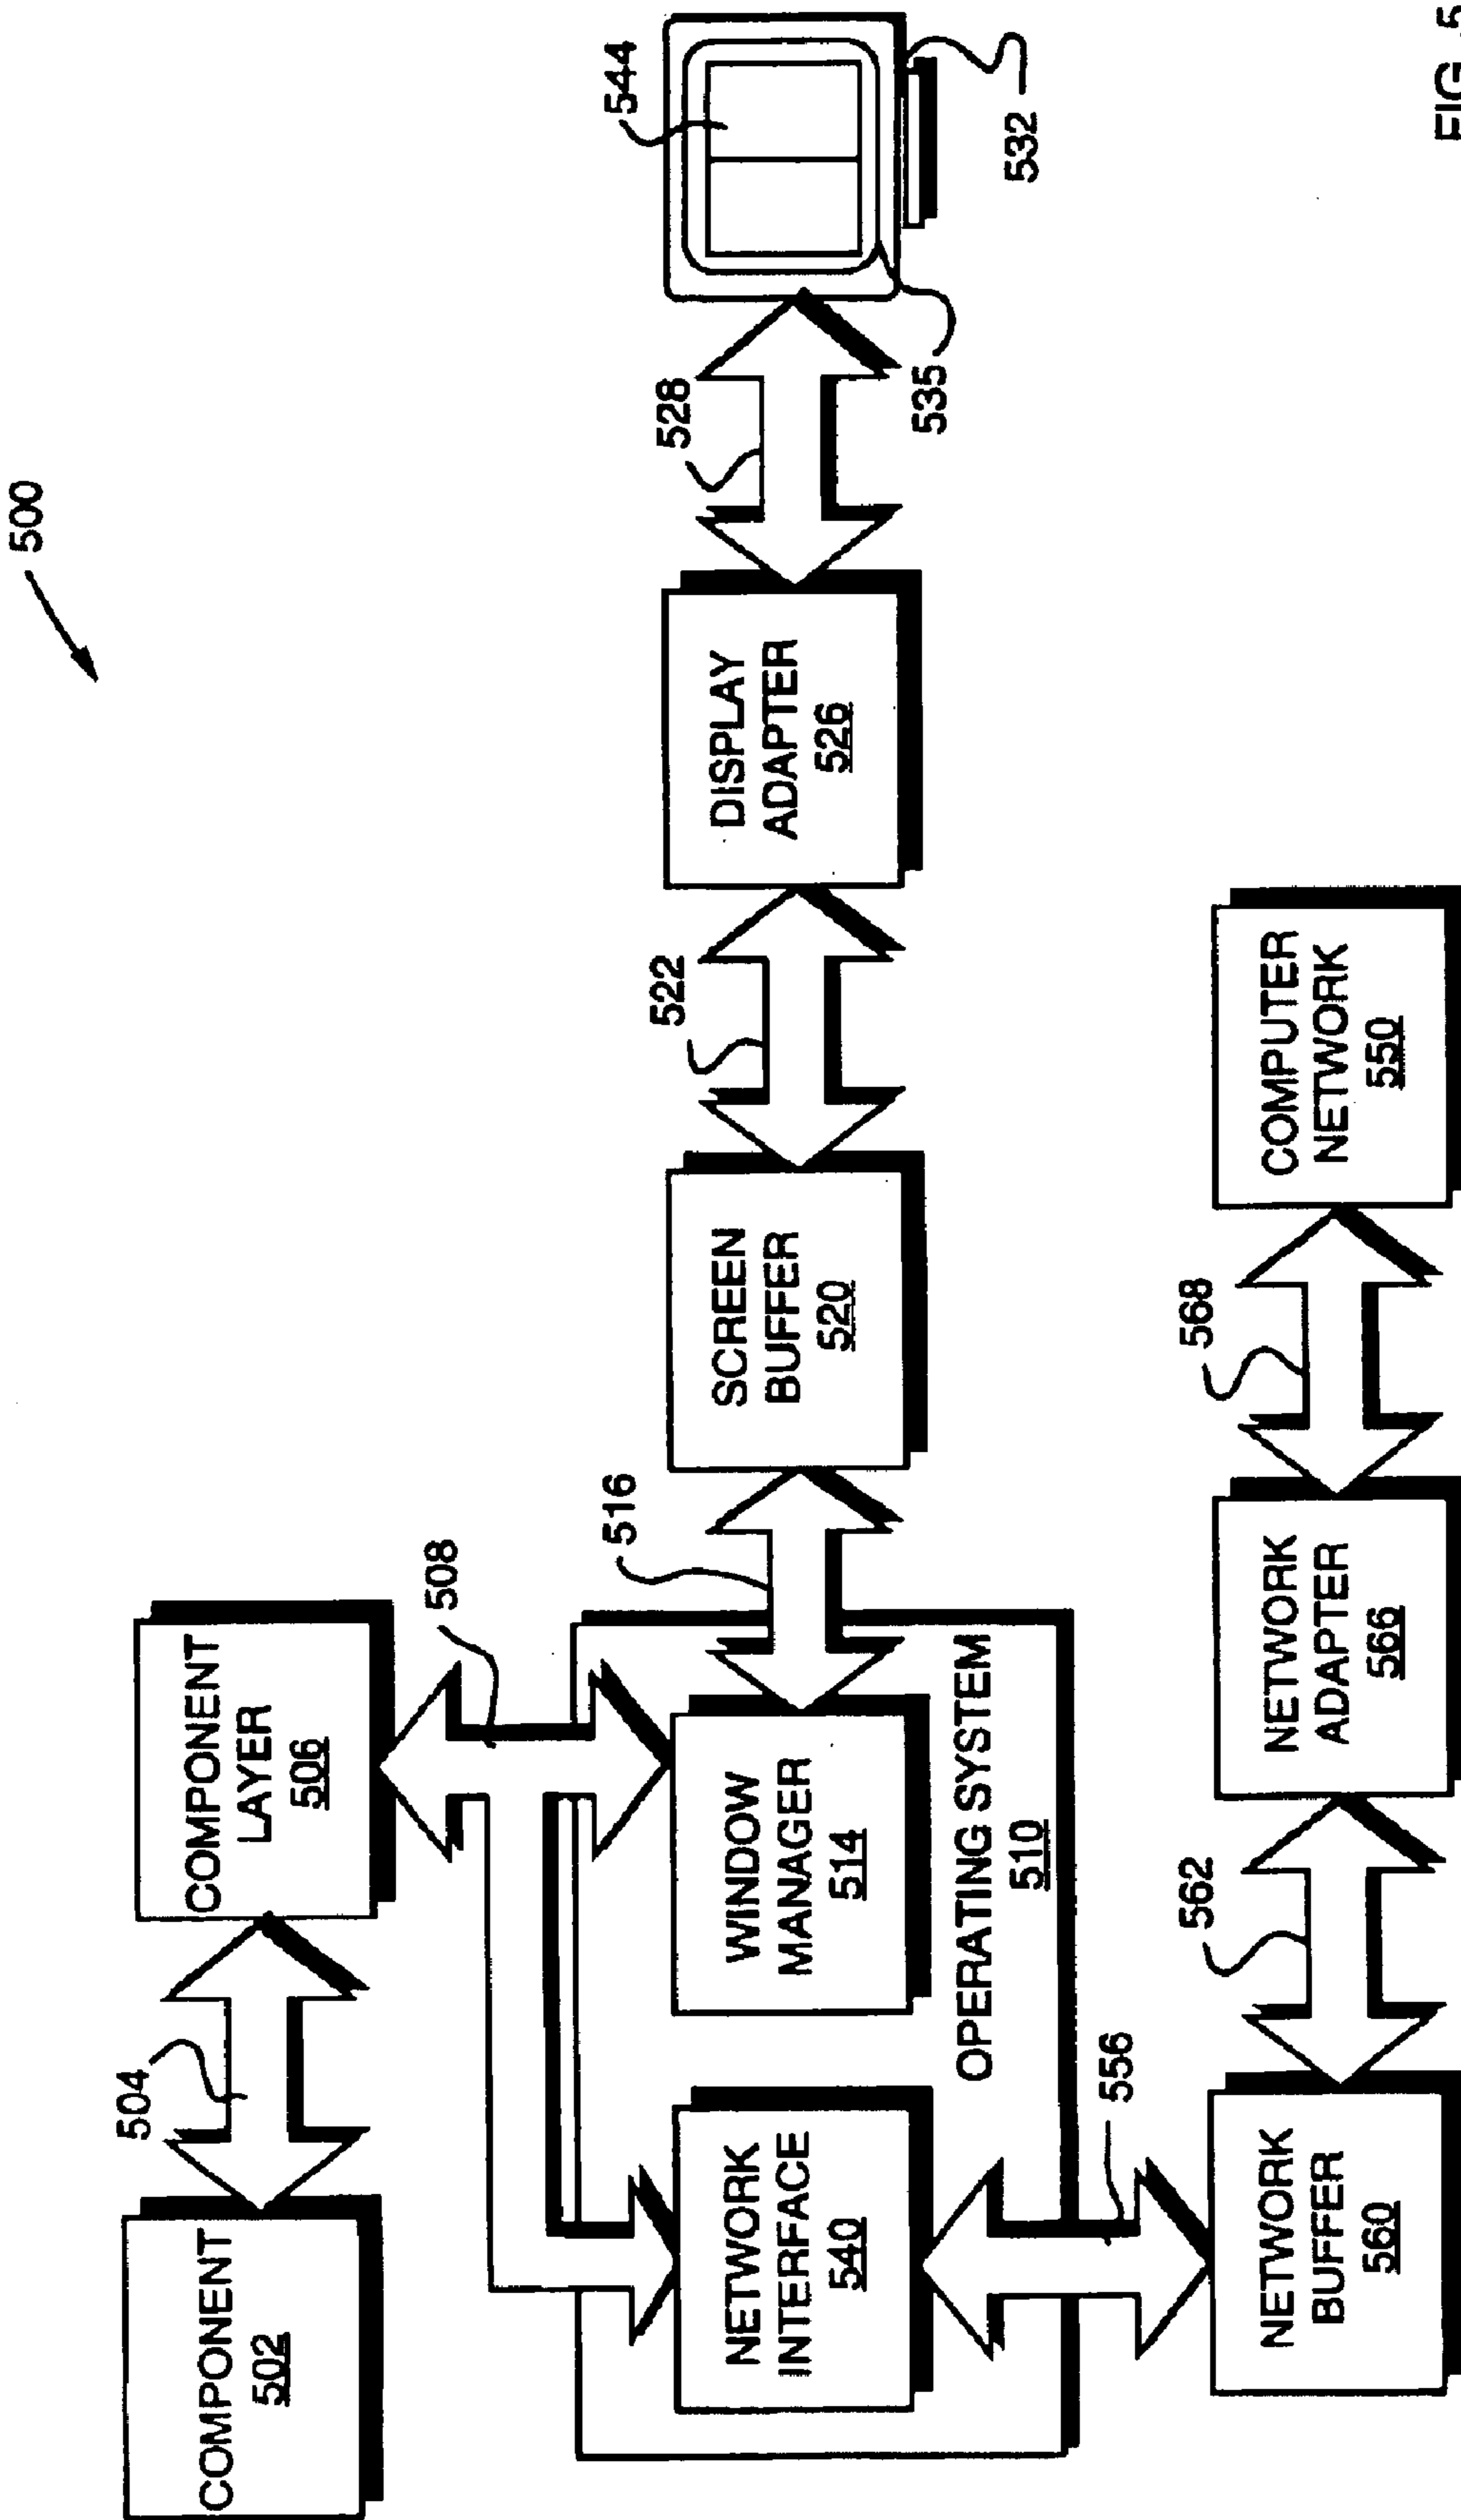 500
COMPONENT
502
504
COMPONENT
LAYER
506
508
516
522
528
544
NETWORK
INTERFACE
540
WINDOW
MANAGER
514
SCREEN
BUFFER
520
DISPLAY
ADAPTER
526
535
532
OPERATING SYSTEM
510
556
562
568
NETWORK
BUFFER
560
NETWORK
ADAPTER
566
COMPUTER
NETWORK
550
FIG. 5